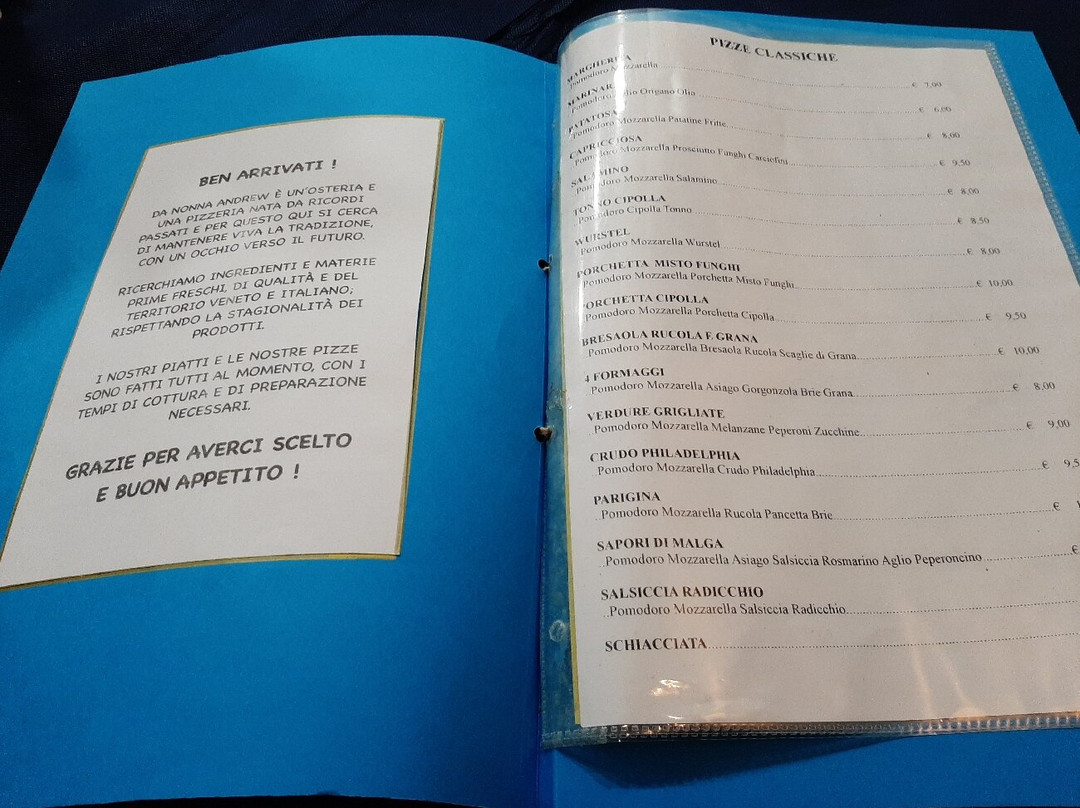 BEN ARRIVATI !
DA NONNA ANDREW È UN'OSTERIA E
UNA PIZZERIA NATA DA RICORDI
PASSATI E PER QUESTO QUI SI CERCA
DI MANTENERE VIVA LA TRADIZIONE,
CON UN OCCHIO VERSO IL FUTURO.
RICERCHIAMO INGREDIENTI E MATERIE
PRIME FRESCHI, DI QUALITÀ E DEL
TERRITORIO VENETO E ITALIANO;
RISPETTANDO LA STAGIONALITÀ DEI
PRODOTTI.
I NOSTRI PIATTI E LE NOSTRE PIZZE
SONO FATTI TUTTI AL MOMENTO, CON I
TEMPI DI COTTURA E DI PREPARAZIONE
NECESSARI.
GRAZIE PER AVERCI SCELTO
E BUON APPETITO !
PIZZE CLASSICHE
MARGHERITA
Pomodoro Mozzarella € 7,00
MARINARA
Pomodoro Aglio Origano Olio € 6,00
PATATOSA
Pomodoro Mozzarella Patatine Fritte € 8,00
CAPRICCIOSA
Pomodoro Mozzarella Prosciutto Funghi Carciofini € 9,50
SALAMINO
Pomodoro Mozzarella Salamino € 8,00
TONNO CIPOLLA
Pomodoro Cipolla Tonno € 8,50
WURSTEL
Pomodoro Mozzarella Wurstel € 8,00
PORCHETTA MISTO FUNGHI
Pomodoro Mozzarella Porchetta Misto Funghi € 10,00
PORCHETTA CIPOLLA
Pomodoro Mozzarella Porchetta Cipolla € 9,50
BRESAOLA RUCOLA E GRANA
Pomodoro Mozzarella Bresaola Rucola Scaglie di Grana € 10,00
4 FORMAGGI
Pomodoro Mozzarella Asiago Gorgonzola Brie Grana € 8,00
VERDURE GRIGLIATE
Pomodoro Mozzarella Melanzane Peperoni Zucchine € 9,00
CRUDO PHILADELPHIA
Pomodoro Mozzarella Crudo Philadelphia € 9,5
PARIGINA
Pomodoro Mozzarella Rucola Pancetta Brie €
SAPORI DI MALGA
Pomodoro Mozzarella Asiago Salsiccia Rosmarino Aglio Peperoncino €
SALSICCIA RADICCHIO
Pomodoro Mozzarella Salsiccia Radicchio
SCHIACCIATA